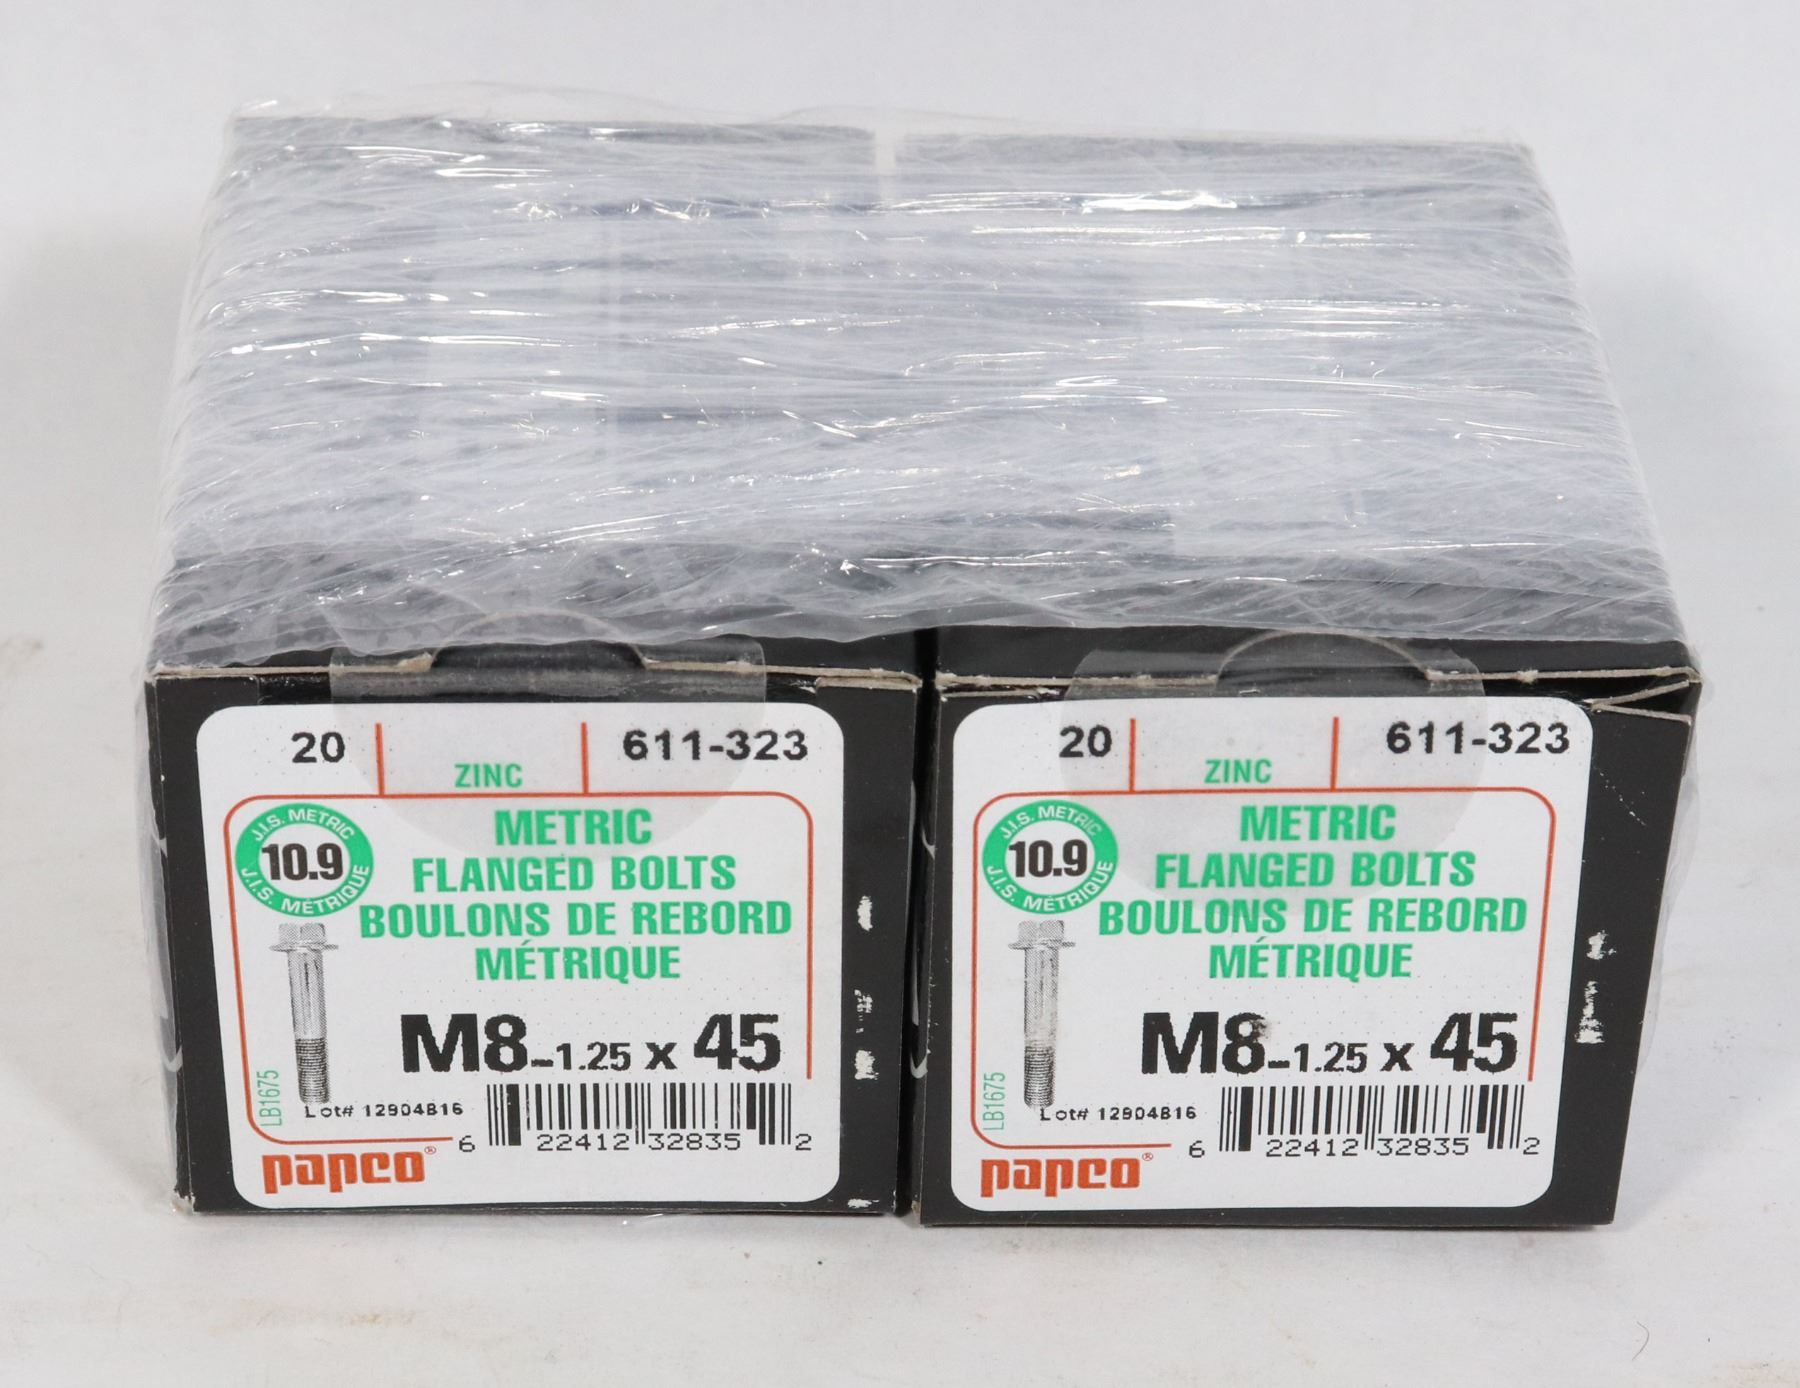 20 ZINC 611-323
J.I.S. METRIC
10.9
J.I.S. MÉTRIQUE
METRIC
FLANGED BOLTS
BOULONS DE REBORD
MÉTRIQUE
M8-1.25 x 45
LB1675
Lot# 12904816
6 22412 32835 2
papco®
20 ZINC 611-323
J.I.S. METRIC
10.9
J.I.S. MÉTRIQUE
METRIC
FLANGED BOLTS
BOULONS DE REBORD
MÉTRIQUE
M8-1.25 x 45
LB1675
Lot# 12904816
6 22412 32835 2
papco®